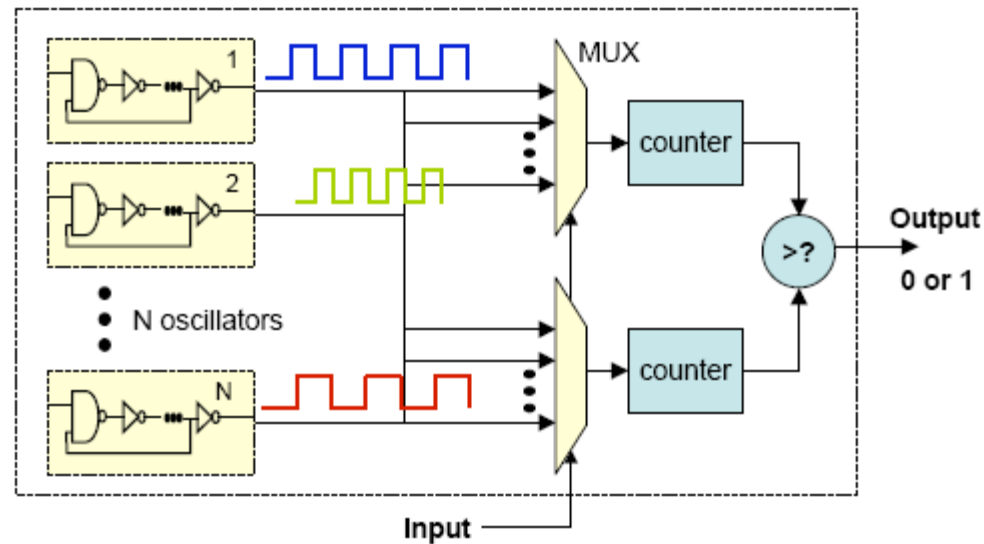 1
MUX
counter
2
Output
>?
0 or 1
N oscillators
counter
N
Input